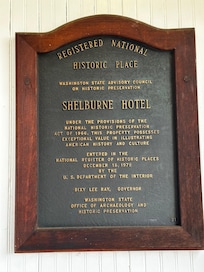 REGISTERED NATIONAL
HISTORIC PLACE
WASHINGTON STATE ADVISORY COUNCIL
ON HISTORIC PRESERVATION
SHELBURNE HOTEL
UNDER THE PROVISIONS OF THE
NATIONAL HISTORIC PRESERVATION
ACT OF 1966, THIS PROPERTY POSSESSES
EXCEPTIONAL VALUE IN ILLUSTRATING
AMERICAN HISTORY AND CULTURE
ENTERED IN THE
NATIONAL REGISTER OF HISTORIC PLACES
DECEMBER 15, 1978
BY THE
U. S. DEPARTMENT OF THE INTERIOR
DIXY LEE RAY, GOVERNOR
WASHINGTON STATE
OFFICE OF ARCHAEOLOGY AND
HISTORIC PRESERVATION